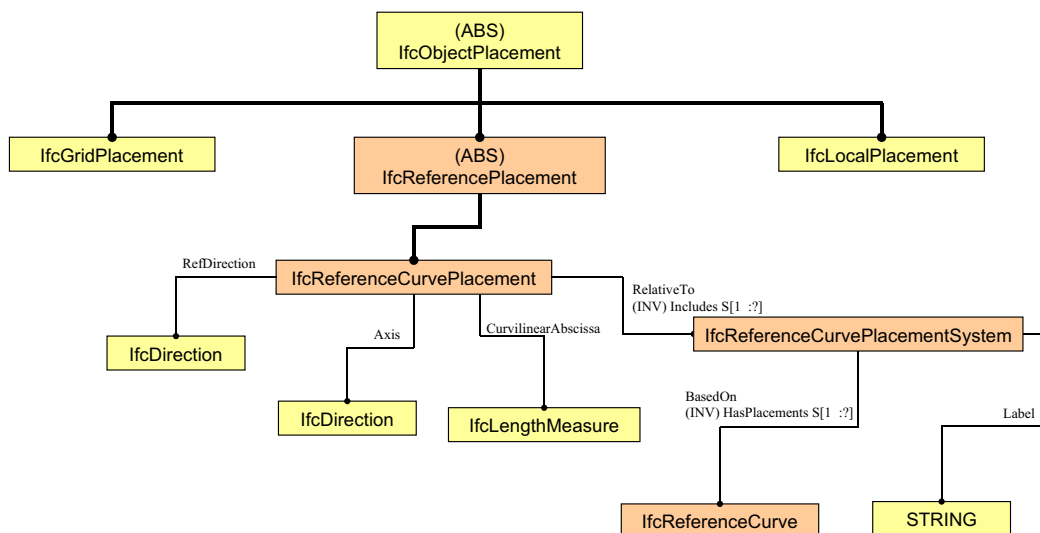 (ABS)
IfcObjectPlacement
IfcGridPlacement
(ABS)
IfcReferencePlacement
IfcLocalPlacement
RefDirection
IfcReferenceCurvePlacement
RelativeTo
(INV) Includes S[1 :?]
Axis
CurvilinearAbscissa
IfcReferenceCurvePlacementSystem
IfcDirection
BasedOn
(INV) HasPlacements S[1 :?]
IfcDirection
IfcLengthMeasure
Label
IfcReferenceCurve
STRING